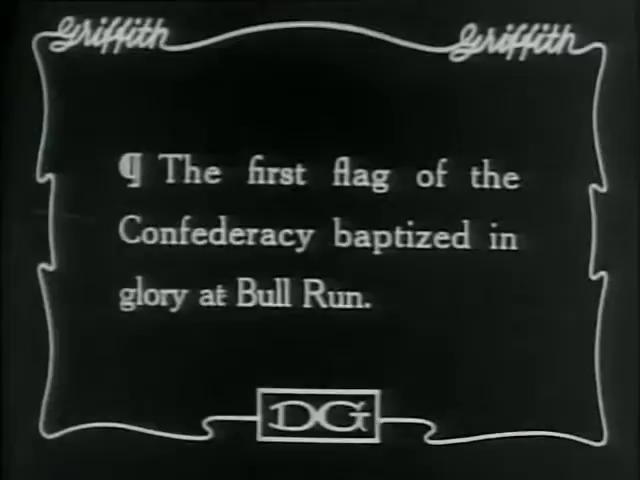 Griffith Griffith
¶ The first flag of the
Confederacy baptized in
glory at Bull Run.
DG